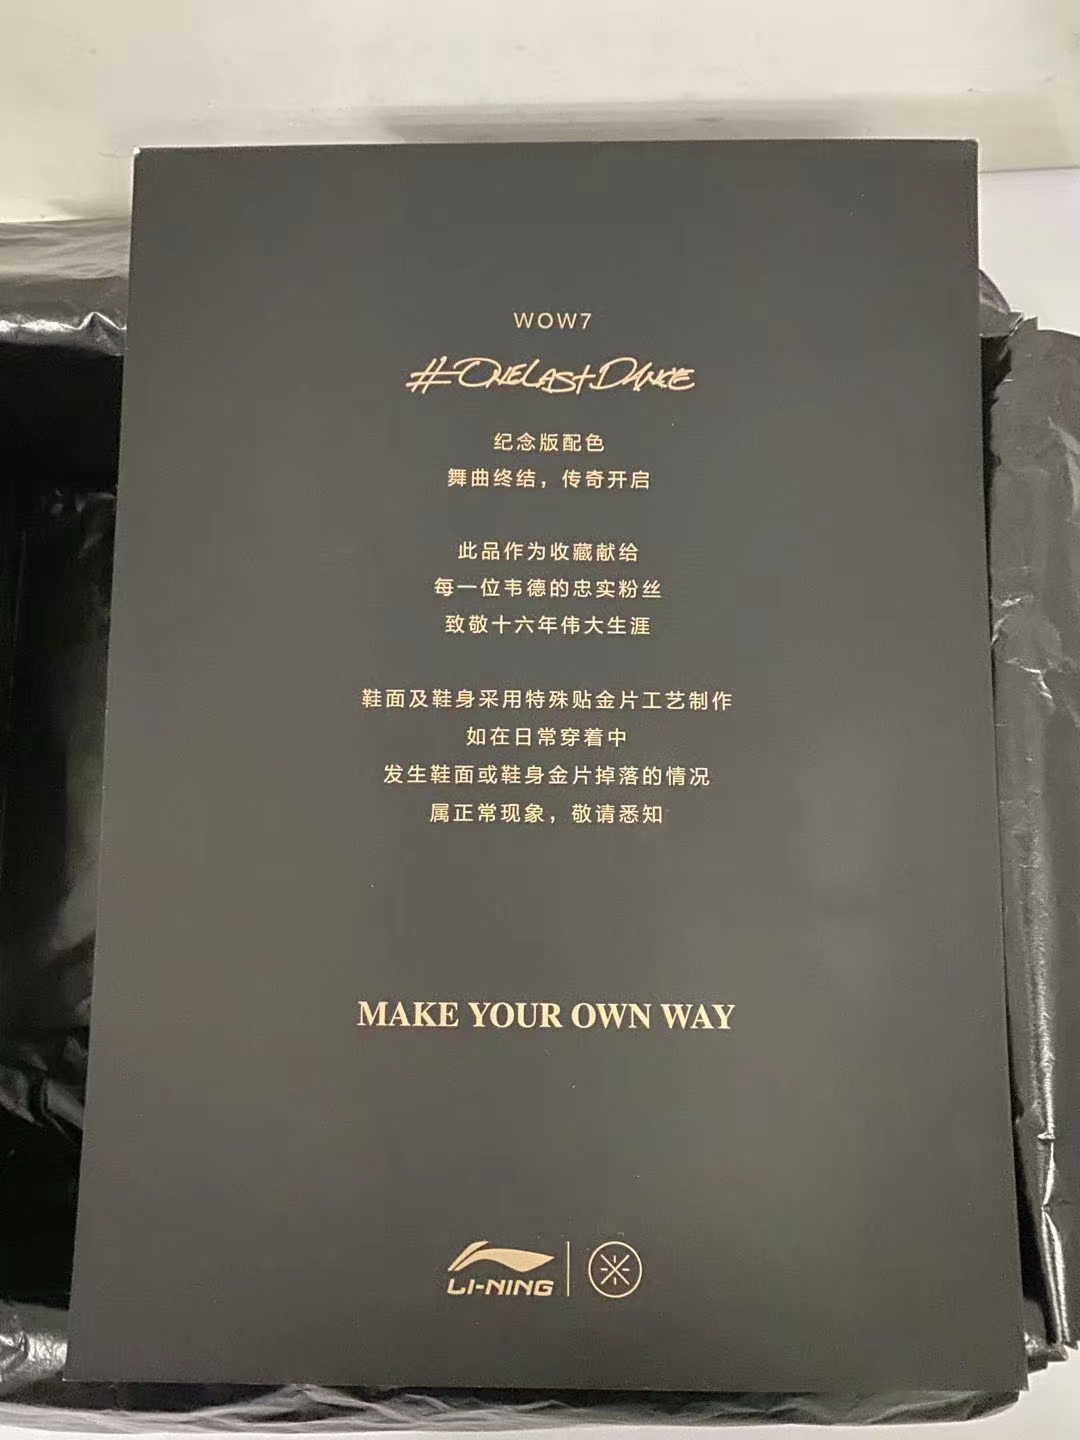 WOW7
#ONELASTDANCE
纪念版配色
舞曲终结，传奇开启
此品作为收藏献给
每一位韦德的忠实粉丝
致敬十六年伟大生涯
鞋面及鞋身采用特殊贴金片工艺制作
如在日常穿着中
发生鞋面或鞋身金片掉落的情况
属正常现象，敬请悉知
MAKE YOUR OWN WAY
LI-NING